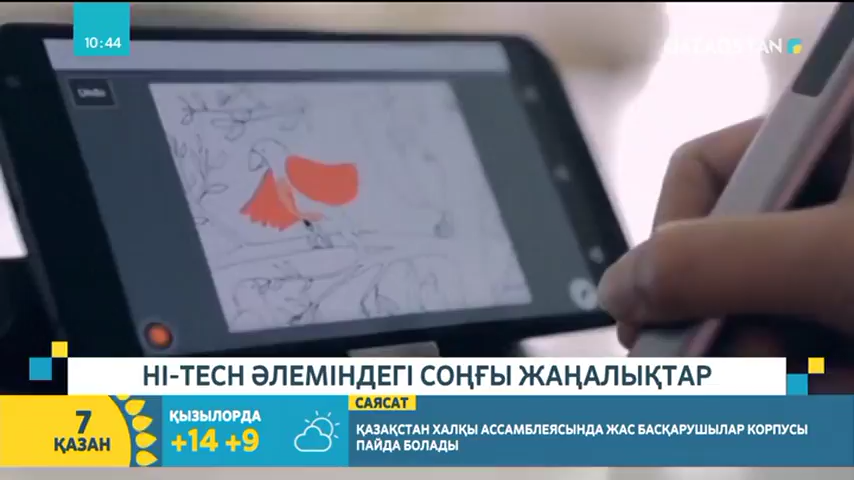 10:44
QAZAQSTAN
Undo
HI-TECH ӘЛЕМІНДЕГІ СОҢҒЫ ЖАҢАЛЫҚТАР
7
ҚАЗАН
ҚЫЗЫЛОРДА
+14 +9
САЯСАТ
ҚАЗАҚСТАН ХАЛҚЫ АССАМБЛЕЯСЫНДА ЖАС БАСҚАРУШЫЛАР КОРПУСЫ
ПАЙДА БОЛАДЫ